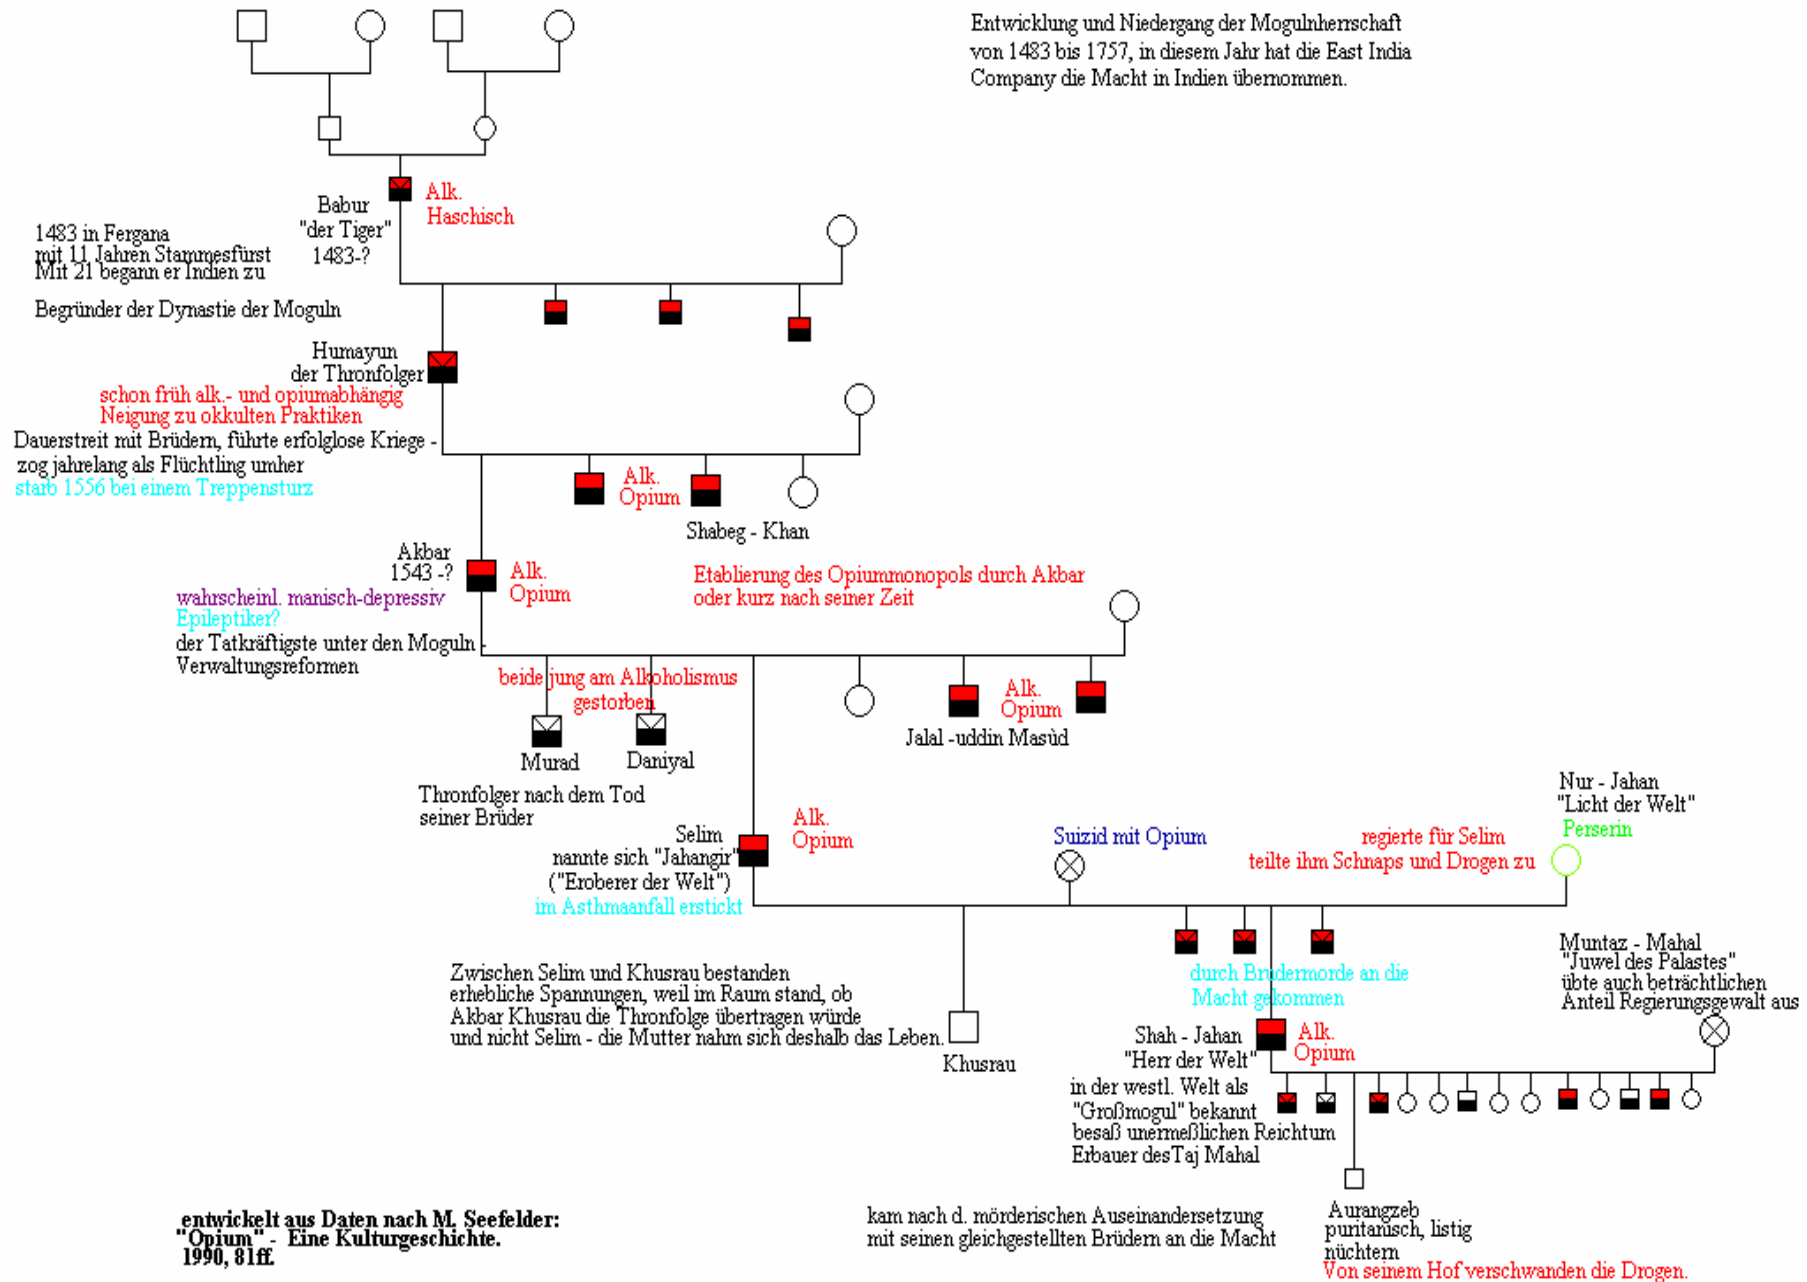 Entwicklung und Niedergang der Mogulnherrschaft
von 1483 bis 1757, in diesem Jahr hat die East India
Company die Macht in Indien übernommen.
Alk.
Haschisch
Babur
"der Tiger"
1483-?
1483 in Fergana
mit 11 Jahren Stammesfürst
Mit 21 begann er Indien zu
Begründer der Dynastie der Moguln
Humayun
der Thronfolger
schon früh alk.- und opiumabhängig
Neigung zu okkulten Praktiken
Dauerstreit mit Brüdern, führte erfolglose Kriege -
zog jahrelang als Flüchtling umher
starb 1556 bei einem Treppensturz
Alk.
Opium
Shabeg - Khan
Akbar
1543 -?
Alk.
Opium
wahrscheinl. manisch-depressiv
Epileptiker?
der Tatkräftigste unter den Moguln -
Verwaltungsreformen
Etablierung des Opiummonopols durch Akbar
oder kurz nach seiner Zeit
beide jung am Alkoholismus
gestorben
Murad
Daniyal
Alk.
Opium
Jalal -uddin Masùd
Thronfolger nach dem Tod
seiner Brüder
Selim
nannte sich "Jahangir"
("Eroberer der Welt")
im Asthmaanfall erstickt
Alk.
Opium
Suizid mit Opium
regierte für Selim
teilte ihm Schnaps und Drogen zu
Nur - Jahan
"Licht der Welt"
Perserin
Zwischen Selim und Khusrau bestanden
erhebliche Spannungen, weil im Raum stand, ob
Akbar Khusrau die Thronfolge übertragen würde
und nicht Selim - die Mutter nahm sich deshalb das Leben.
Khusrau
durch Brudermorde an die
Macht gekommen
Muntaz - Mahal
"Juwel des Palastes"
übte auch beträchtlichen
Anteil Regierungsgewalt aus
Shah - Jahan
"Herr der Welt"
Alk.
Opium
in der westl. Welt als
"Großmogul" bekannt
besaß unermeßlichen Reichtum
Erbauer desTaj Mahal
kam nach d. mörderischen Auseinandersetzung
mit seinen gleichgestellten Brüdern an die Macht
Aurangzeb
puritanisch, listig
nüchtern
Von seinem Hof verschwanden die Drogen.
entwickelt aus Daten nach M. Seefelder:
"Opium" - Eine Kulturgeschichte.
1990, 81ff.